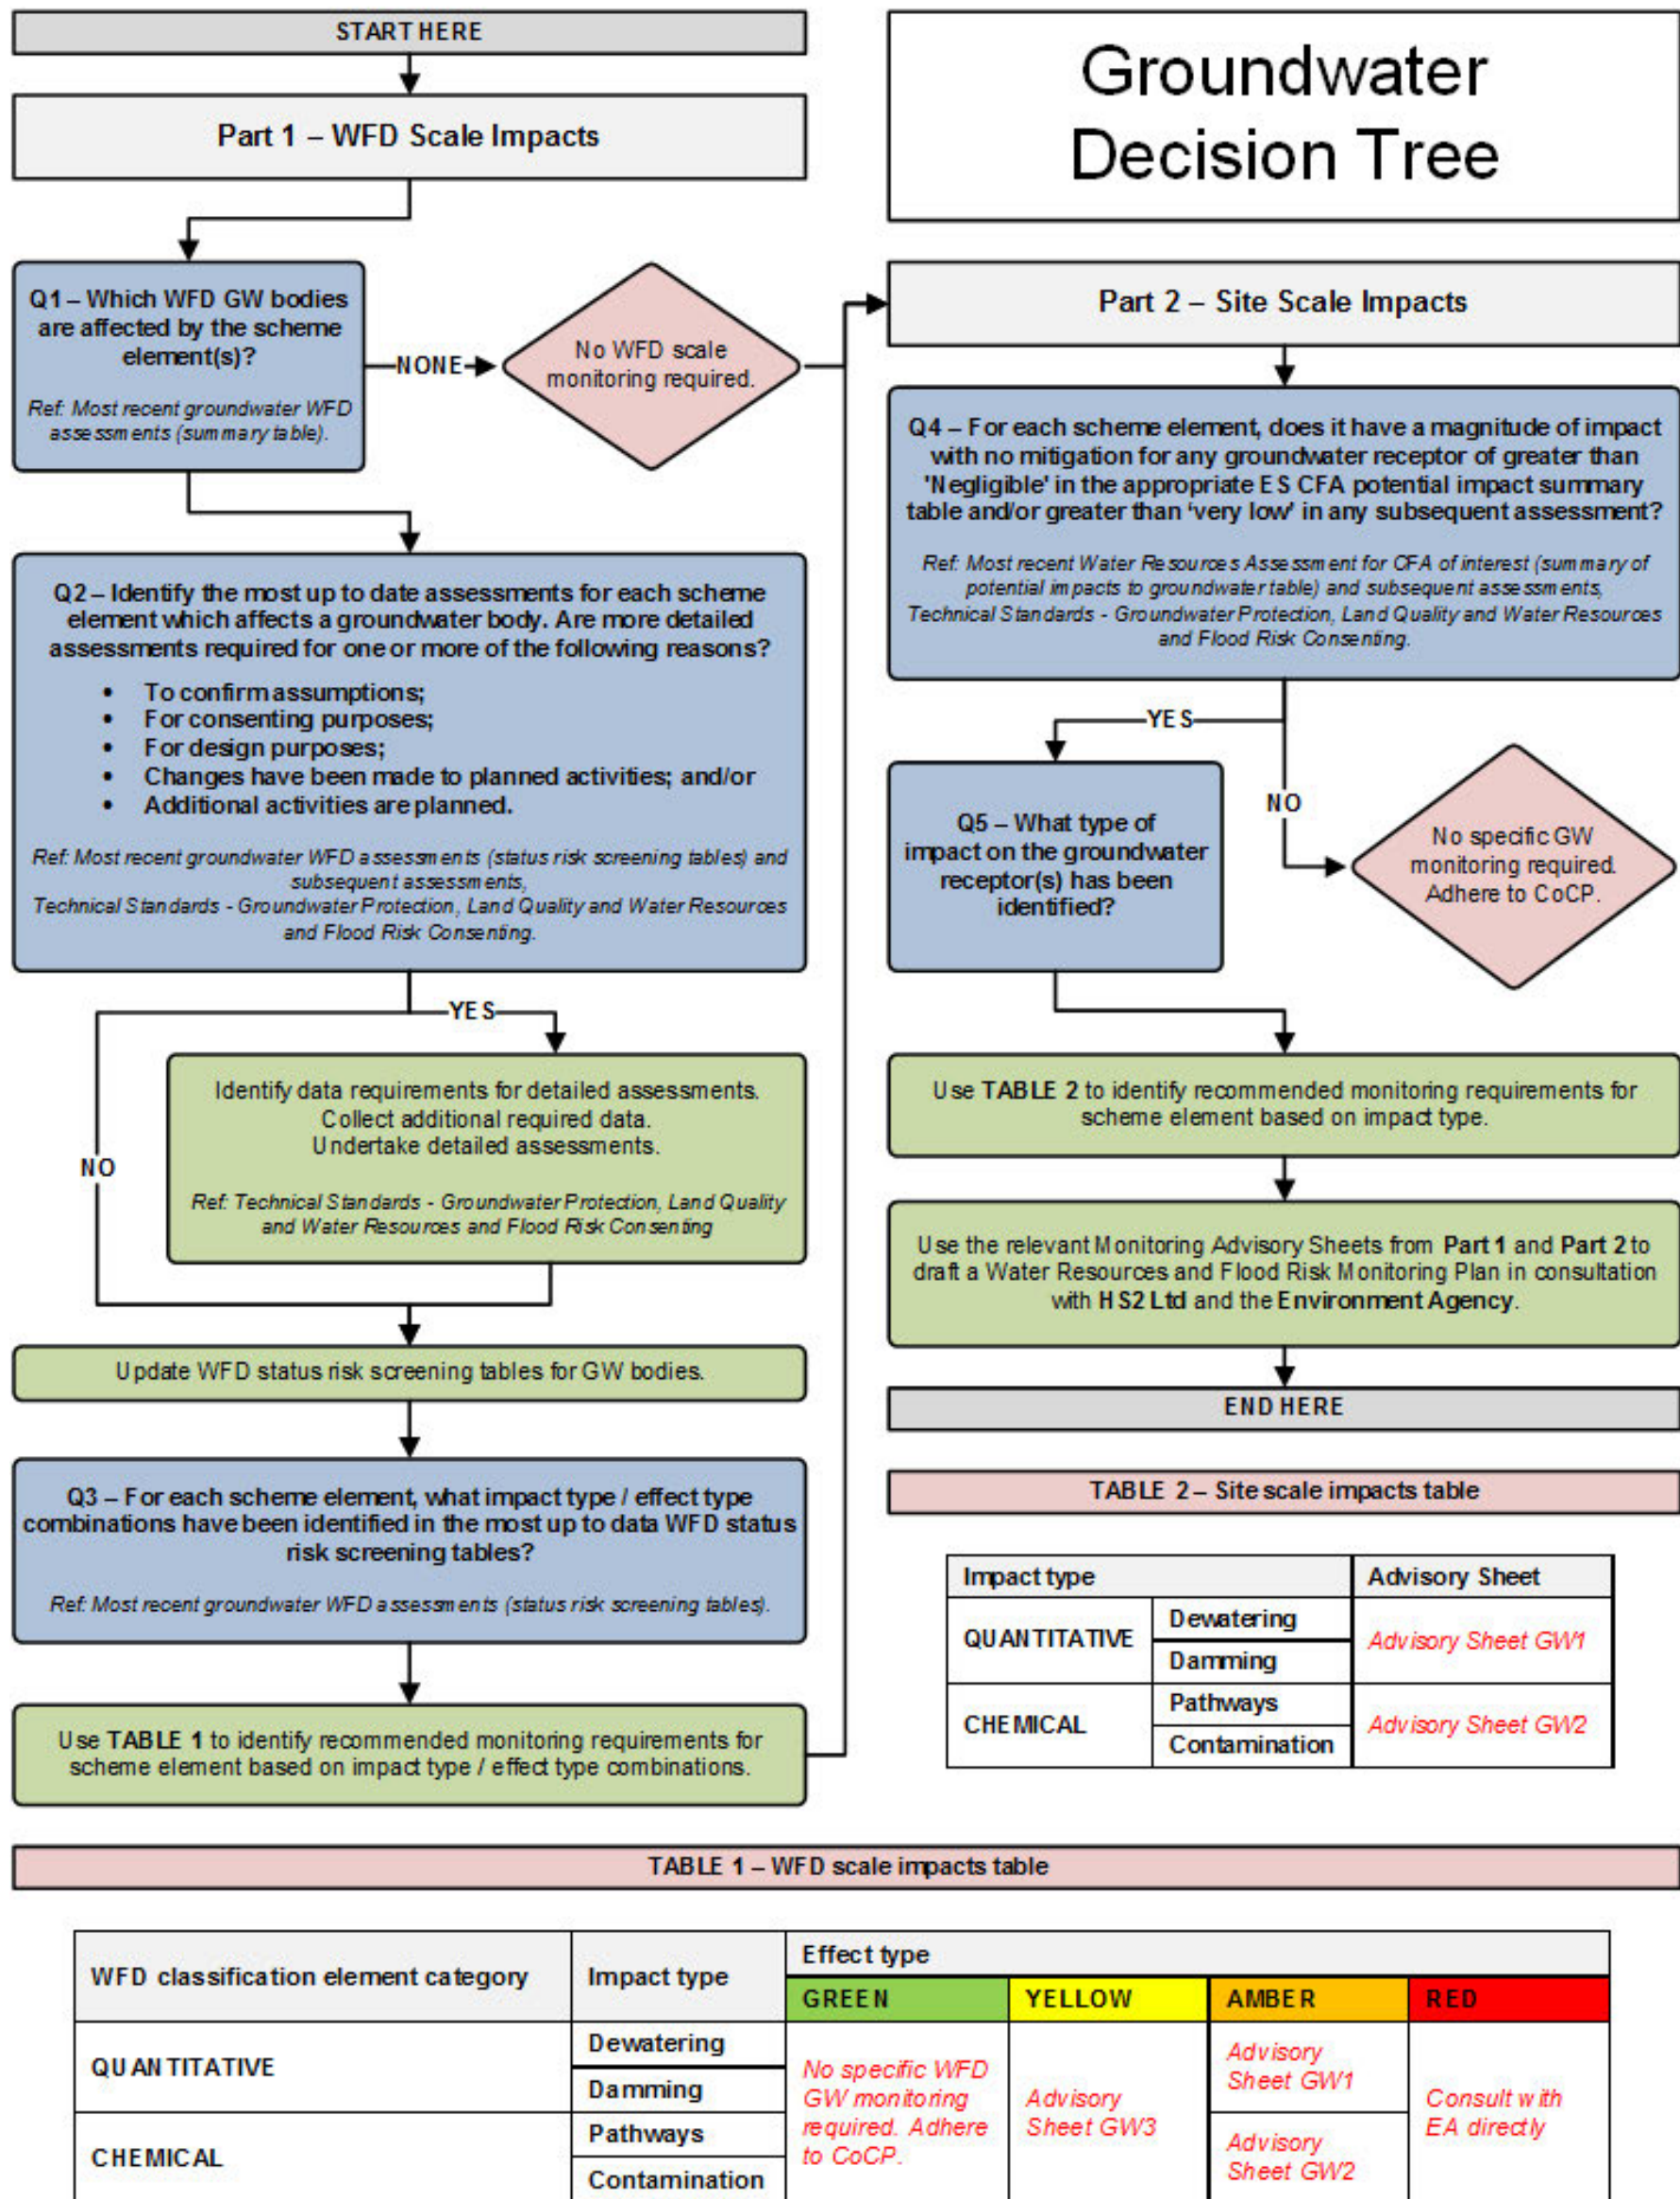 START HERE
Groundwater
Decision Tree
Part 1 – WFD Scale Impacts
Q1 – Which WFD GW bodies
are affected by the scheme
element(s)?
Ref: Most recent groundwater WFD
assessments (summary table).
NONE
No WFD scale
monitoring required.
Q2 – Identify the most up to date assessments for each scheme
element which affects a groundwater body. Are more detailed
assessments required for one or more of the following reasons?
• To confirm assumptions;
• For consenting purposes;
• For design purposes;
• Changes have been made to planned activities; and/or
• Additional activities are planned.
Ref: Most recent groundwater WFD assessments (status risk screening tables) and
subsequent assessments,
Technical Standards - Groundwater Protection, Land Quality and Water Resources
and Flood Risk Consenting.
YES
NO
Identify data requirements for detailed assessments.
Collect additional required data.
Undertake detailed assessments.
Ref: Technical Standards - Groundwater Protection, Land Quality
and Water Resources and Flood Risk Consenting
Update WFD status risk screening tables for GW bodies.
Q3 – For each scheme element, what impact type / effect type
combinations have been identified in the most up to data WFD status
risk screening tables?
Ref: Most recent groundwater WFD assessments (status risk screening tables).
Use TABLE 1 to identify recommended monitoring requirements for
scheme element based on impact type / effect type combinations.
Part 2 – Site Scale Impacts
Q4 – For each scheme element, does it have a magnitude of impact
with no mitigation for any groundwater receptor of greater than
'Negligible' in the appropriate ES CFA potential impact summary
table and/or greater than ‘very low’ in any subsequent assessment?
Ref: Most recent Water Resources Assessment for CFA of interest (summary of
potential impacts to groundwater table) and subsequent assessments,
Technical Standards - Groundwater Protection, Land Quality and Water Resources
and Flood Risk Consenting.
YES
NO
Q5 – What type of
impact on the groundwater
receptor(s) has been
identified?
No specific GW
monitoring required.
Adhere to CoCP.
Use TABLE 2 to identify recommended monitoring requirements for
scheme element based on impact type.
Use the relevant Monitoring Advisory Sheets from Part 1 and Part 2 to
draft a Water Resources and Flood Risk Monitoring Plan in consultation
with HS2 Ltd and the Environment Agency.
END HERE
TABLE 2 – Site scale impacts table
Impact type Advisory Sheet
QUANTITATIVE
Dewatering
Damming
Advisory Sheet GW1
CHEMICAL
Pathways
Contamination
Advisory Sheet GW2
TABLE 1 – WFD scale impacts table
WFD classification element category
Impact type
Effect type
GREEN YELLOW AMBER RED
QUANTITATIVE
Dewatering
Damming
CHEMICAL
Pathways
Contamination
No specific WFD
GW monitoring
required. Adhere
to CoCP.
Advisory
Sheet GW3
Advisory
Sheet GW1
Advisory
Sheet GW2
Consult with
EA directly